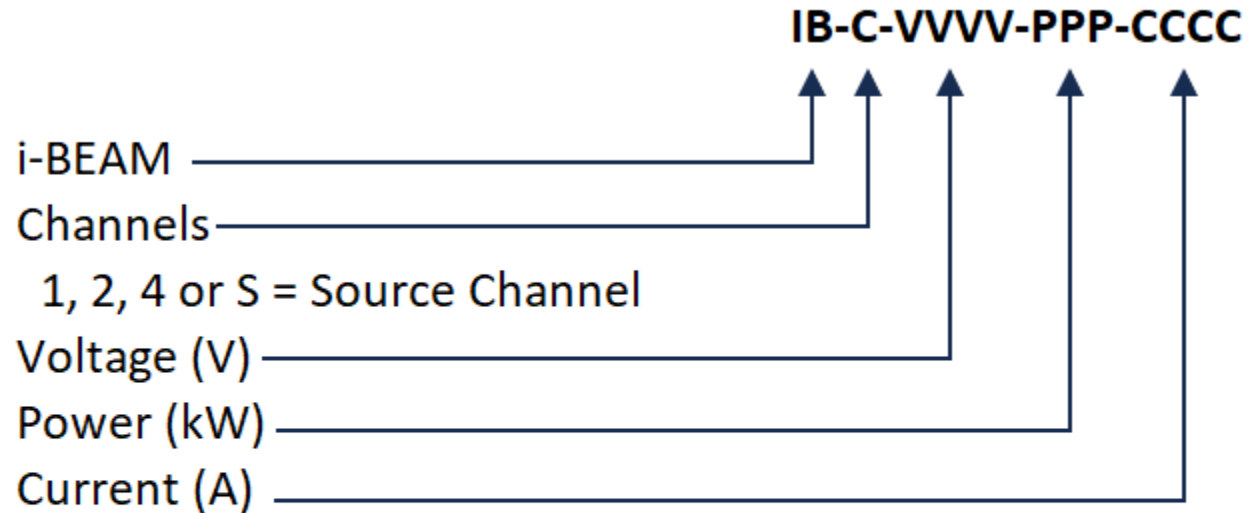 IB-C-VVVV-PPP-CCCC
i-BEAM
Channels
1, 2, 4 or S = Source Channel
Voltage (V)
Power (kW)
Current (A)